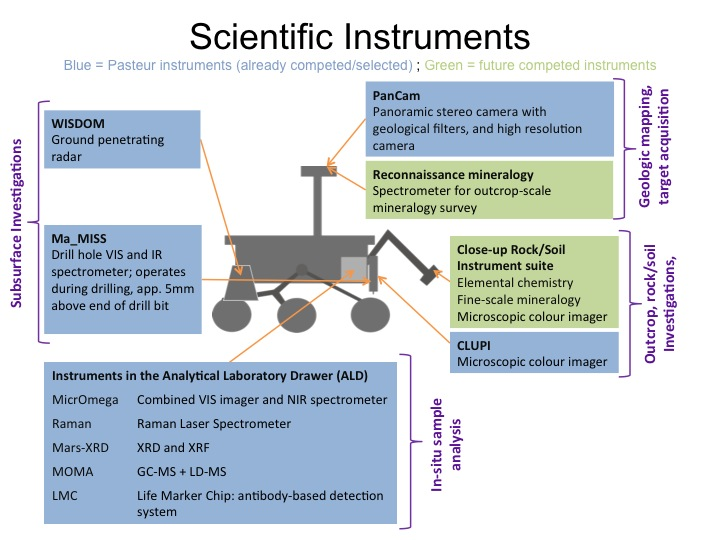 Scientific Instruments
Blue = Pasteur instruments (already competed/selected) ; Green = future competed instruments
Subsurface Investigations
WISDOM
Ground penetrating
radar
Ma_MISS
Drill hole VIS and IR
spectrometer; operates
during drilling, app. 5mm
above end of drill bit
PanCam
Panoramic stereo camera with
geological filters, and high resolution
camera
Reconnaissance mineralogy
Spectrometer for outcrop-scale
mineralogy survey
Geologic mapping,
target acquisition
Close-up Rock/Soil
Instrument suite
Elemental chemistry
Fine-scale mineralogy
Microscopic colour imager
CLUPI
Microscopic colour imager
Outcrop, rock/soil
Investigations,
Instruments in the Analytical Laboratory Drawer (ALD)
MicrOmega Combined VIS imager and NIR spectrometer
Raman Raman Laser Spectrometer
Mars-XRD XRD and XRF
MOMA GC-MS + LD-MS
LMC Life Marker Chip: antibody-based detection
system
In-situ sample
analysis